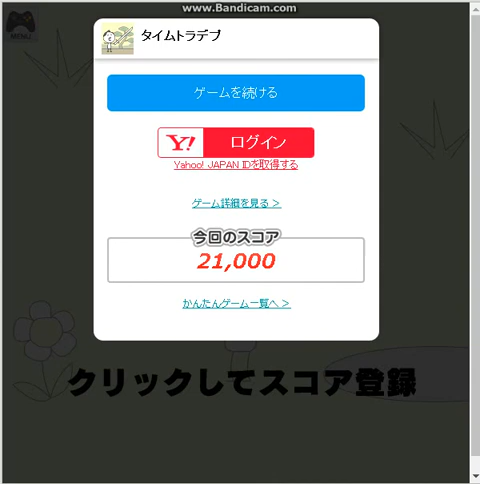 www.Bandicam.com
MENU
タイムトラデブ
ゲームを続ける
Y! ログイン
Yahoo! JAPAN IDを取得する
ゲーム詳細を見る >
今回のスコア
21,000
かんたんゲーム一覧へ >
クリックしてスコア登録